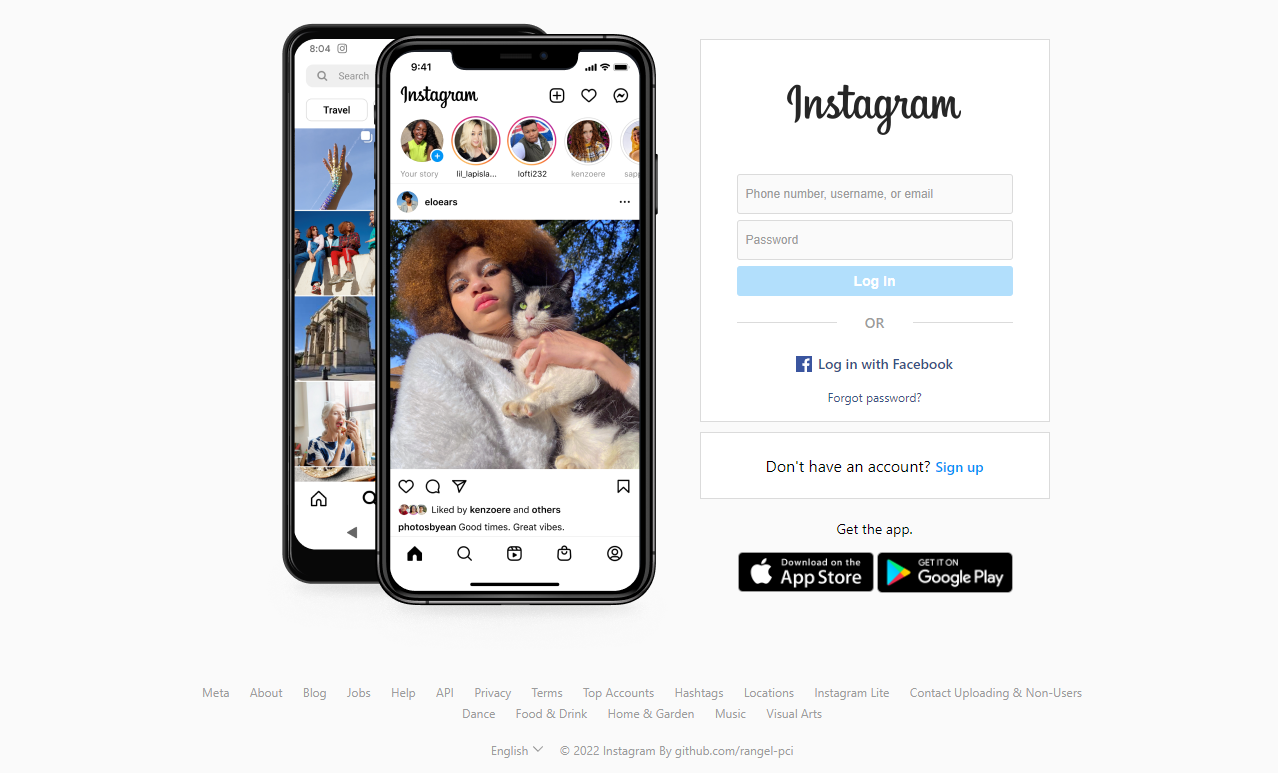 8:04
Search
Travel
9:41
Instagram
Your story
lil_lapisla...
lofti232
kenzoere
sapp
eloears
Liked by kenzoere and others
photosbyean Good times. Great vibes.
Instagram
Phone number, username, or email
Password
Log In
OR
Log in with Facebook
Forgot password?
Don't have an account? Sign up
Get the app.
Download on the
App Store
GET IT ON
Google Play
Meta About Blog Jobs Help API Privacy Terms Top Accounts Hashtags Locations Instagram Lite Contact Uploading & Non-Users
Dance Food & Drink Home & Garden Music Visual Arts
English © 2022 Instagram By github.com/rangel-pci